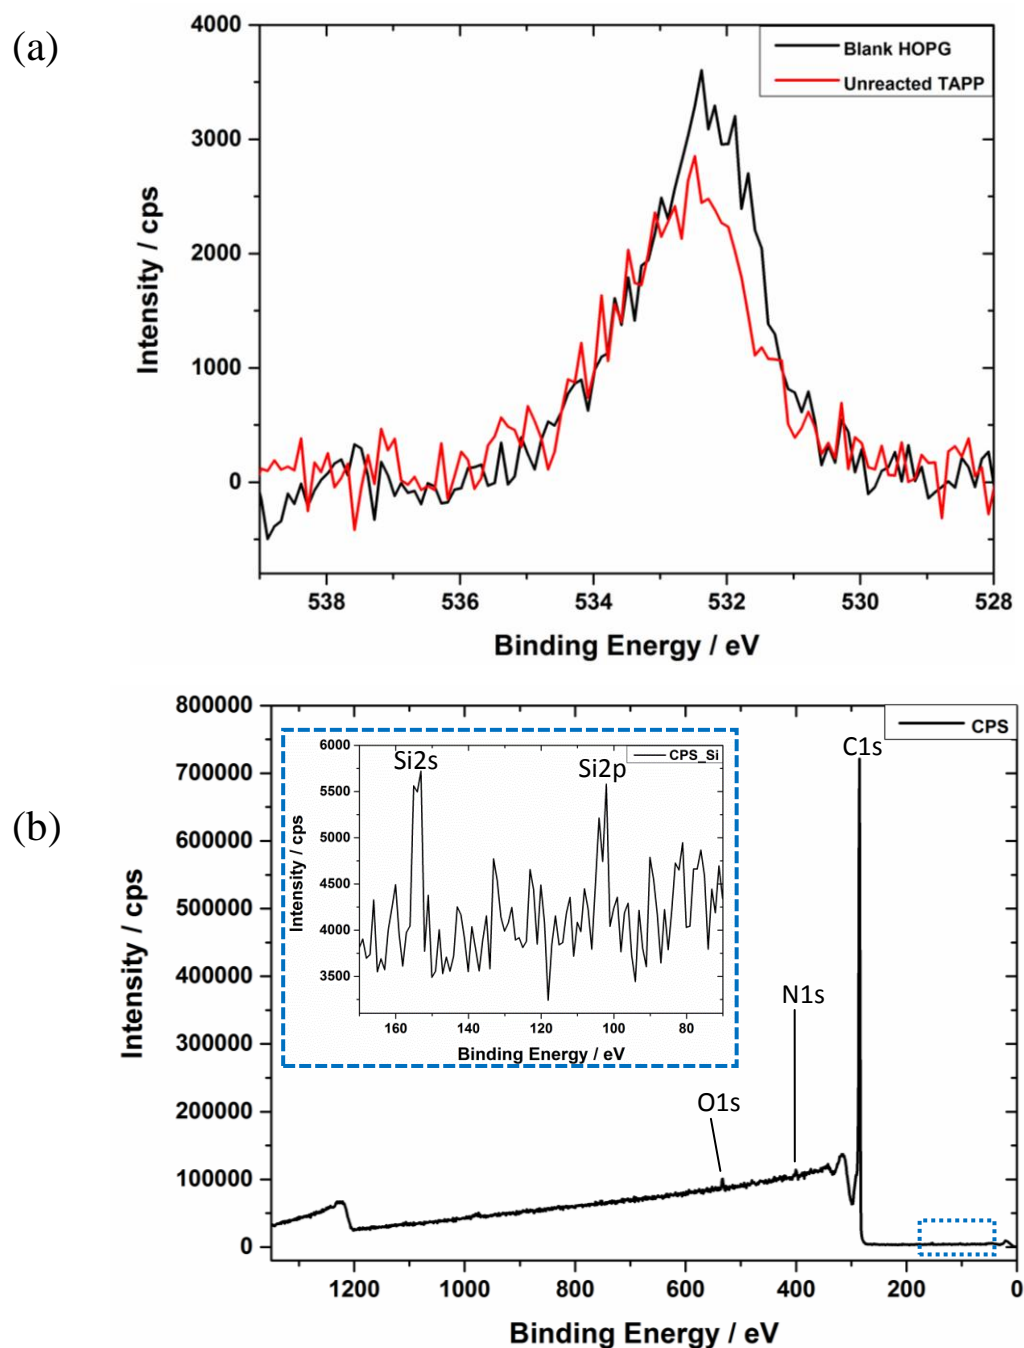 (a)
4000
3000
2000
1000
0
Intensity / cps
Blank HOPG
Unreacted TAPP
538 536 534 532 530 528
Binding Energy / eV
(b)
800000
700000
600000
500000
400000
300000
200000
100000
0
Intensity / cps
CPS
C1s
N1s
O1s
6000
5500
5000
4500
4000
3500
Intensity / cps
Si2s
Si2p
CPS_Si
160 140 120 100 80
Binding Energy / eV
1200 1000 800 600 400 200 0
Binding Energy / eV